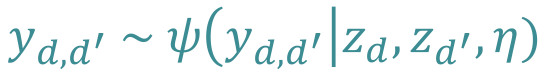 y_{d,d'} ~ ψ(y_{d,d'}|z_d, z_{d'}, η)